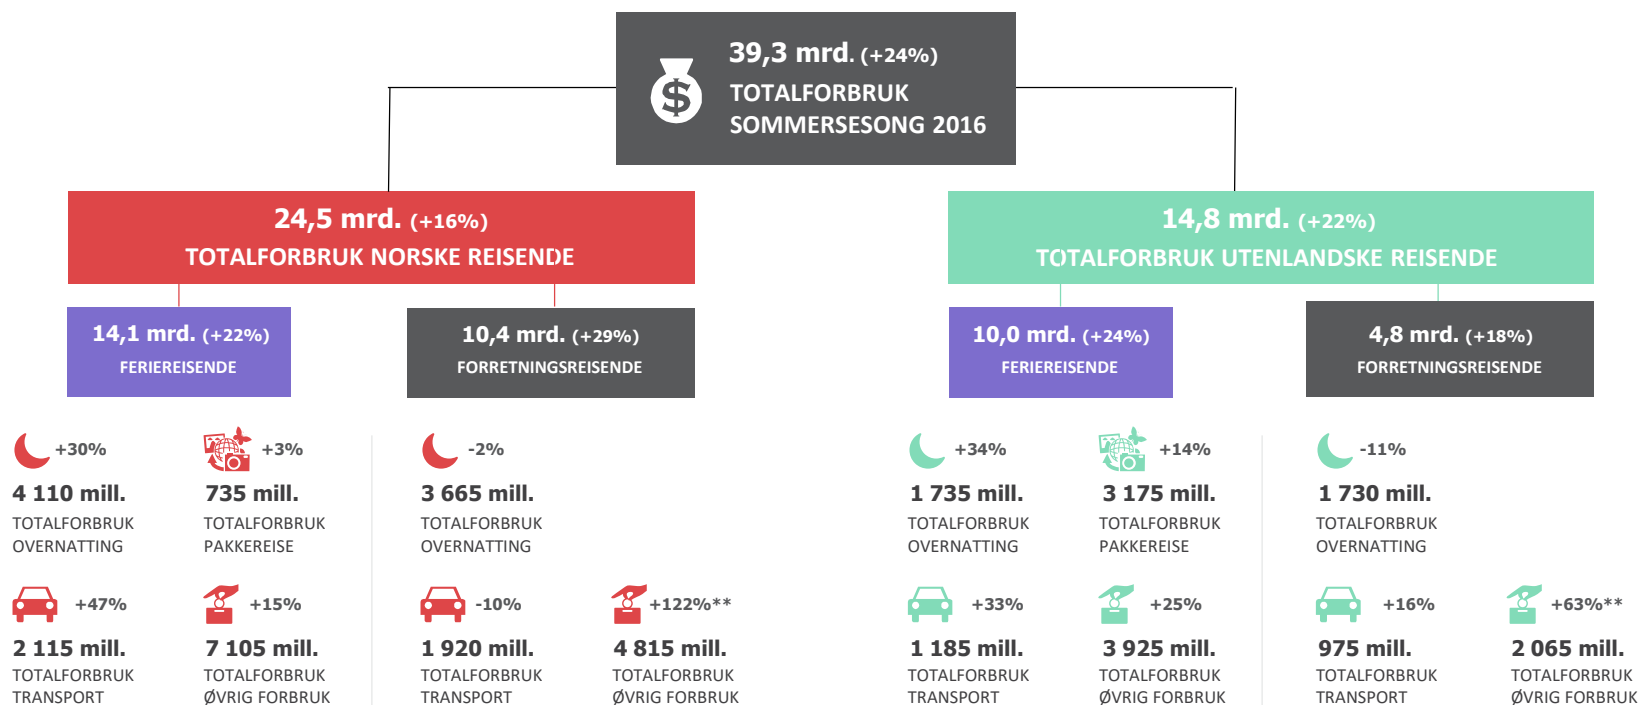 39,3 mrd. (+24%)
TOTALFORBRUK
SOMMERSESONG 2016
24,5 mrd. (+16%)
TOTALFORBRUK NORSKE REISENDE
14,8 mrd. (+22%)
TOTALFORBRUK UTENLANDSKE REISENDE
14,1 mrd. (+22%)
FERIEREISENDE
10,4 mrd. (+29%)
FORRETNINGSREISENDE
10,0 mrd. (+24%)
FERIEREISENDE
4,8 mrd. (+18%)
FORRETNINGSREISENDE
+30%
4 110 mill.
TOTALFORBRUK
OVERNATTING
+3%
735 mill.
TOTALFORBRUK
PAKKEREISE
-2%
3 665 mill.
TOTALFORBRUK
OVERNATTING
+34%
1 735 mill.
TOTALFORBRUK
OVERNATTING
+14%
3 175 mill.
TOTALFORBRUK
PAKKEREISE
-11%
1 730 mill.
TOTALFORBRUK
OVERNATTING
+47%
2 115 mill.
TOTALFORBRUK
TRANSPORT
+15%
7 105 mill.
TOTALFORBRUK
ØVRIG FORBRUK
-10%
1 920 mill.
TOTALFORBRUK
TRANSPORT
+122%**
4 815 mill.
TOTALFORBRUK
ØVRIG FORBRUK
+33%
1 185 mill.
TOTALFORBRUK
TRANSPORT
+25%
3 925 mill.
TOTALFORBRUK
ØVRIG FORBRUK
+16%
975 mill.
TOTALFORBRUK
TRANSPORT
+63%**
2 065 mill.
TOTALFORBRUK
ØVRIG FORBRUK